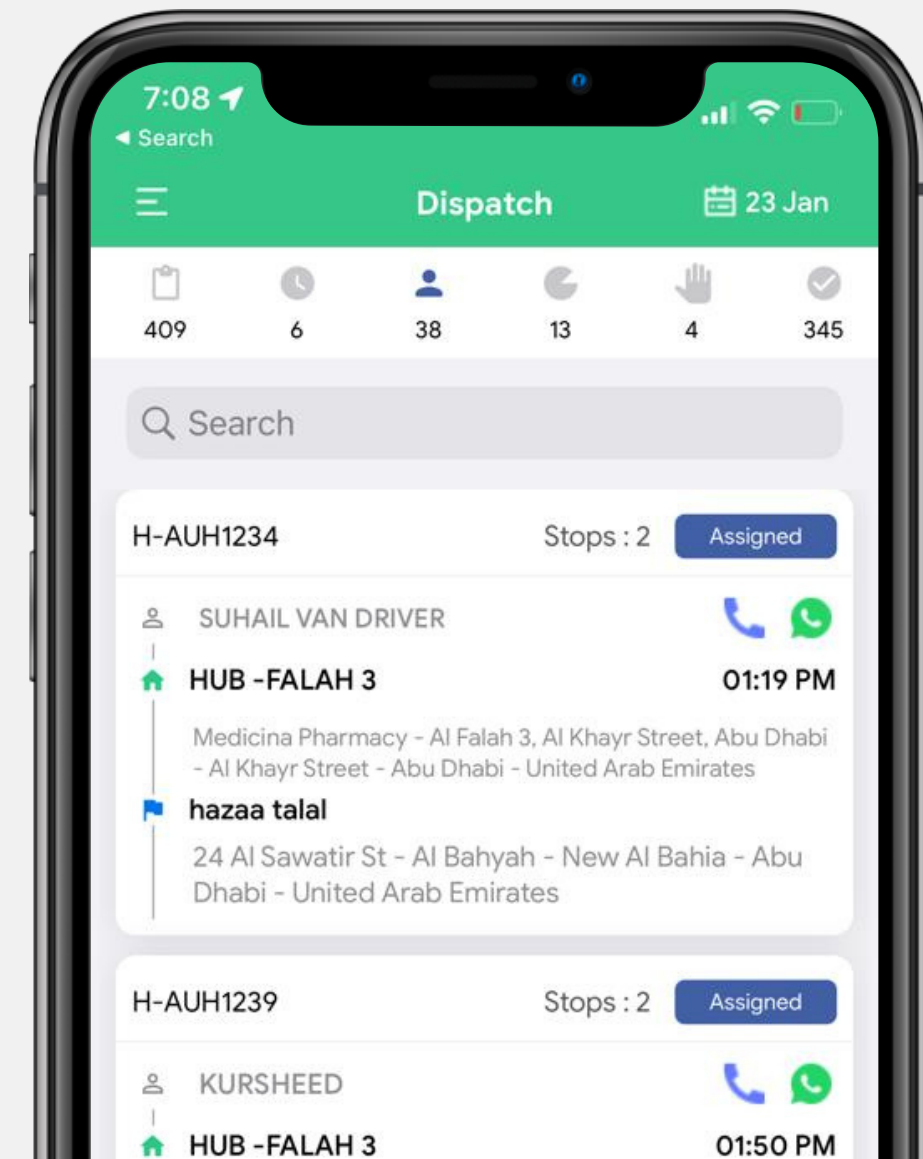 7:08
Search
Dispatch
23 Jan
409 6 38 13 4 345
Search
H-AUH1234 Stops : 2 Assigned
SUHAIL VAN DRIVER
HUB -FALAH 3 01:19 PM
Medicina Pharmacy - Al Falah 3, Al Khayr Street, Abu Dhabi
- Al Khayr Street - Abu Dhabi - United Arab Emirates
hazaa talal
24 Al Sawatir St - Al Bahyah - New Al Bahia - Abu
Dhabi - United Arab Emirates
H-AUH1239 Stops : 2 Assigned
KURSHEED
HUB -FALAH 3 01:50 PM